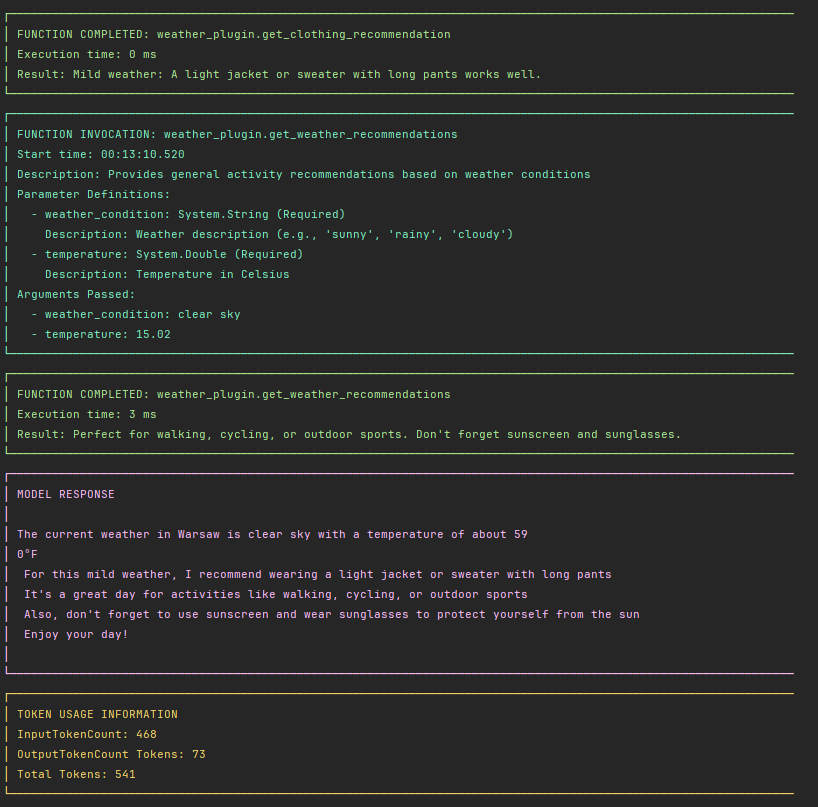 FUNCTION COMPLETED: weather_plugin.get_clothing_recommendation
Execution time: 0 ms
Result: Mild weather: A light jacket or sweater with long pants works well.
FUNCTION INVOCATION: weather_plugin.get_weather_recommendations
Start time: 00:13:10.520
Description: Provides general activity recommendations based on weather conditions
Parameter Definitions:
- weather_condition: System.String (Required)
Description: Weather description (e.g., 'sunny', 'rainy', 'cloudy')
- temperature: System.Double (Required)
Description: Temperature in Celsius
Arguments Passed:
- weather_condition: clear sky
- temperature: 15.02
FUNCTION COMPLETED: weather_plugin.get_weather_recommendations
Execution time: 3 ms
Result: Perfect for walking, cycling, or outdoor sports. Don't forget sunscreen and sunglasses.
MODEL RESPONSE
The current weather in Warsaw is clear sky with a temperature of about 59
0°F
For this mild weather, I recommend wearing a light jacket or sweater with long pants
It's a great day for activities like walking, cycling, or outdoor sports
Also, don't forget to use sunscreen and wear sunglasses to protect yourself from the sun
Enjoy your day!
TOKEN USAGE INFORMATION
InputTokenCount: 468
OutputTokenCount Tokens: 73
Total Tokens: 541